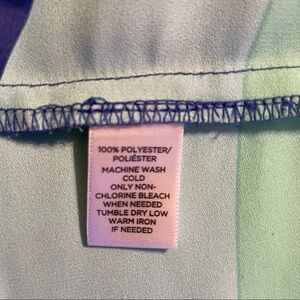 100% POLYESTER/
POLIÉSTER
MACHINE WASH
COLD
ONLY NON-
CHLORINE BLEACH
WHEN NEEDED
TUMBLE DRY LOW
WARM IRON
IF NEEDED